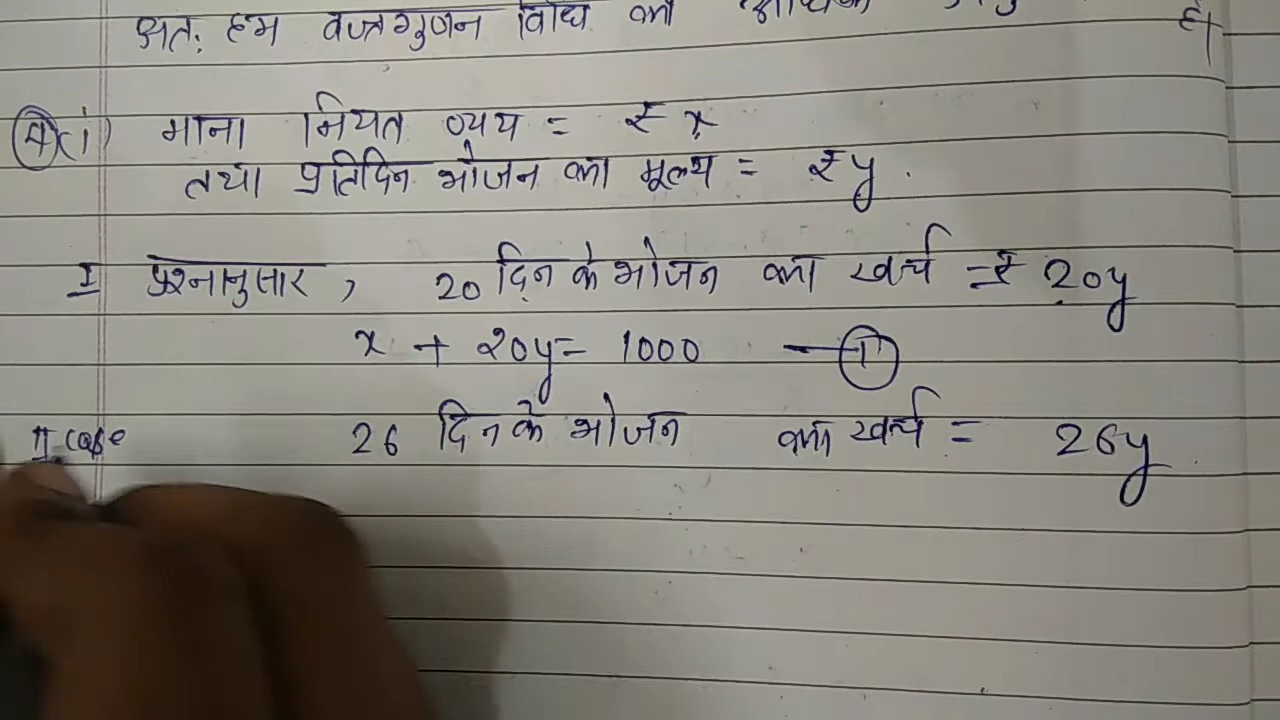 अतः हम वज्रगुणन विधि का है।
4(i) माना नियत व्यय = ₹ x
तथा प्रतिदिन भोजन का मूल्य = ₹y.
I प्रश्नानुसार, 20 दिन के भोजन का खर्च = ₹ 20y
x + 20y = 1000 — (1)
II case 26 दिन के भोजन का खर्च = 26y